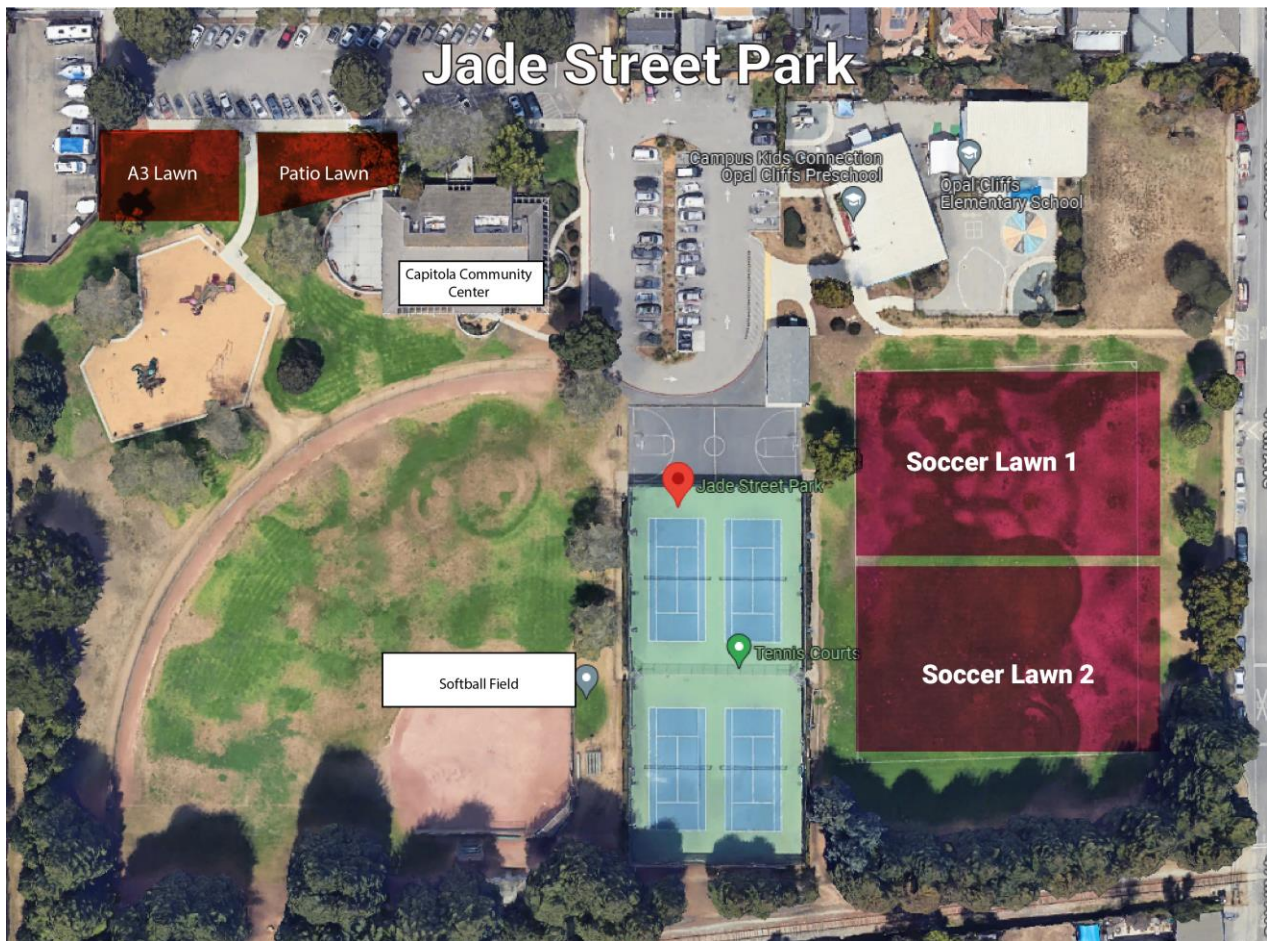 Jade Street Park
A3 Lawn
Patio Lawn
Campus Kids Connection
Opal Cliffs Preschool
Opal Cliffs
Elementary School
Capitola Community
Center
Soccer Lawn 1
Jade Street Park
Tennis Courts
Softball Field
Soccer Lawn 2